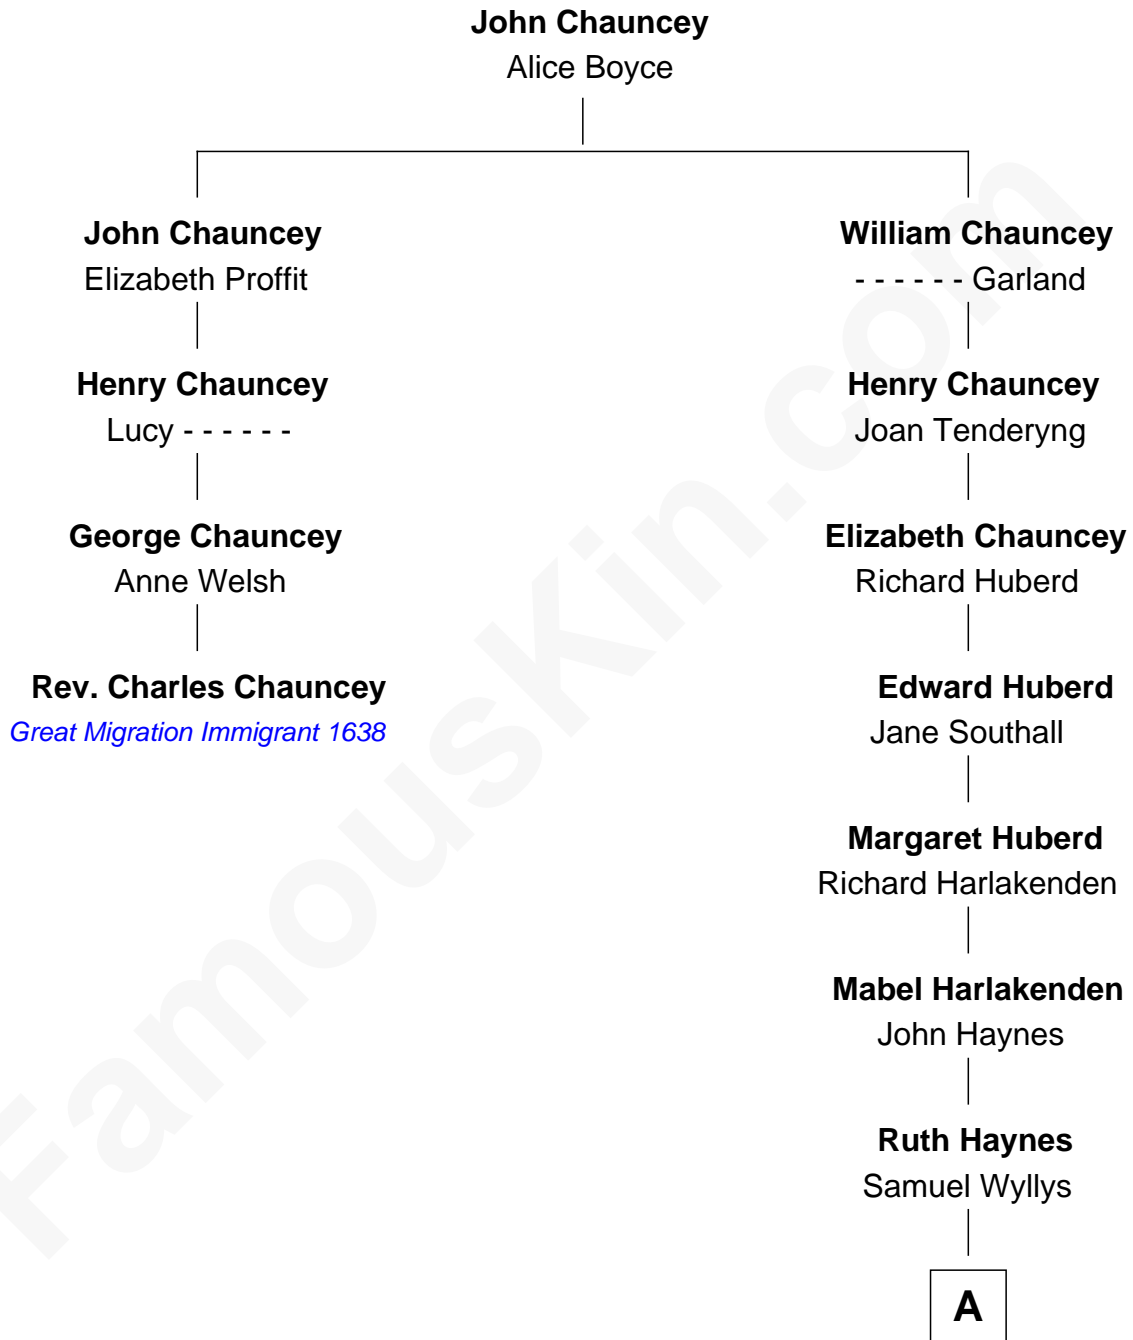 John Chauncey
Alice Boyce
John Chauncey
Elizabeth Proffit
Henry Chauncey
Lucy - - - - - -
George Chauncey
Anne Welsh
Rev. Charles Chauncey
Great Migration Immigrant 1638
William Chauncey
- - - - - - Garland
Henry Chauncey
Joan Tenderyng
Elizabeth Chauncey
Richard Huberd
Edward Huberd
Jane Southall
Margaret Huberd
Richard Harlakenden
Mabel Harlakenden
John Haynes
Ruth Haynes
Samuel Wyllys
A
FamousKin.com